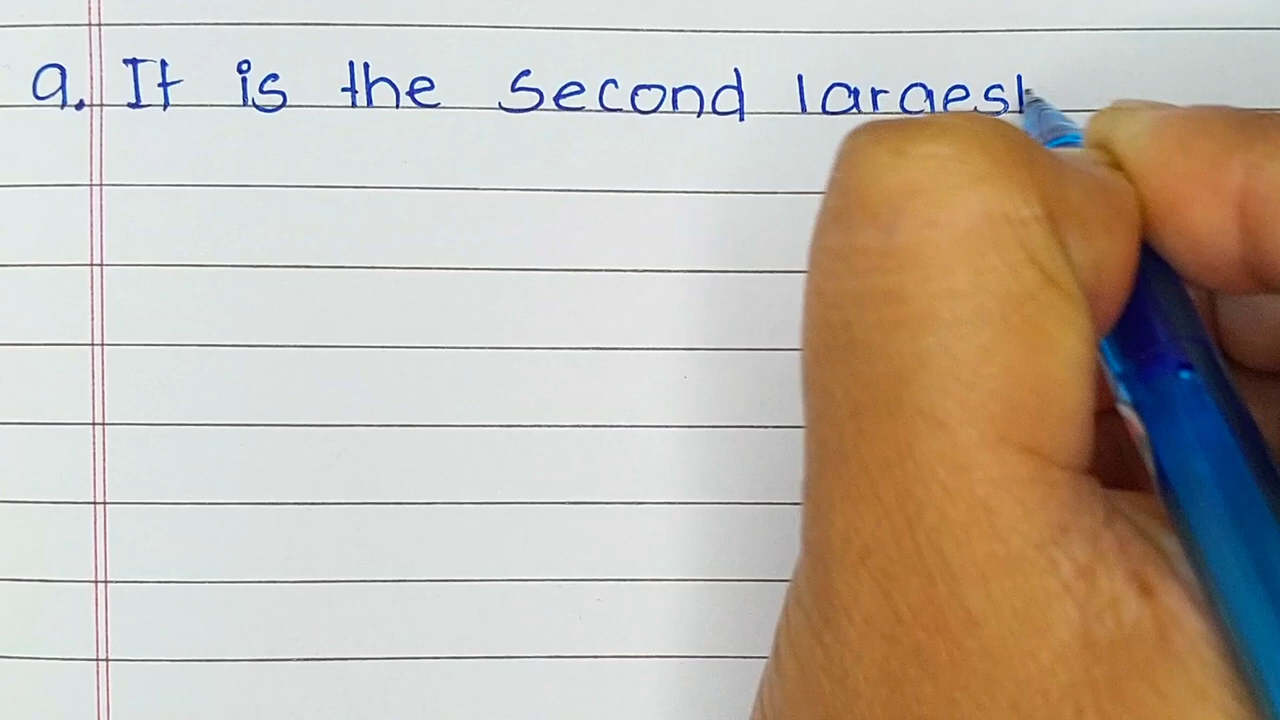 9. It is the second largest